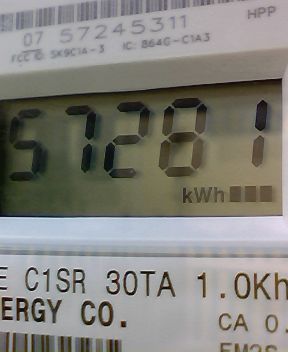 HPP
07 57245311
FCC ID: SK9C1A-3 IC: 864G-C1A3
57281
kWh
E C1SR 30TA 1.0Kh
ERGY CO.
CA 0.
EM2S